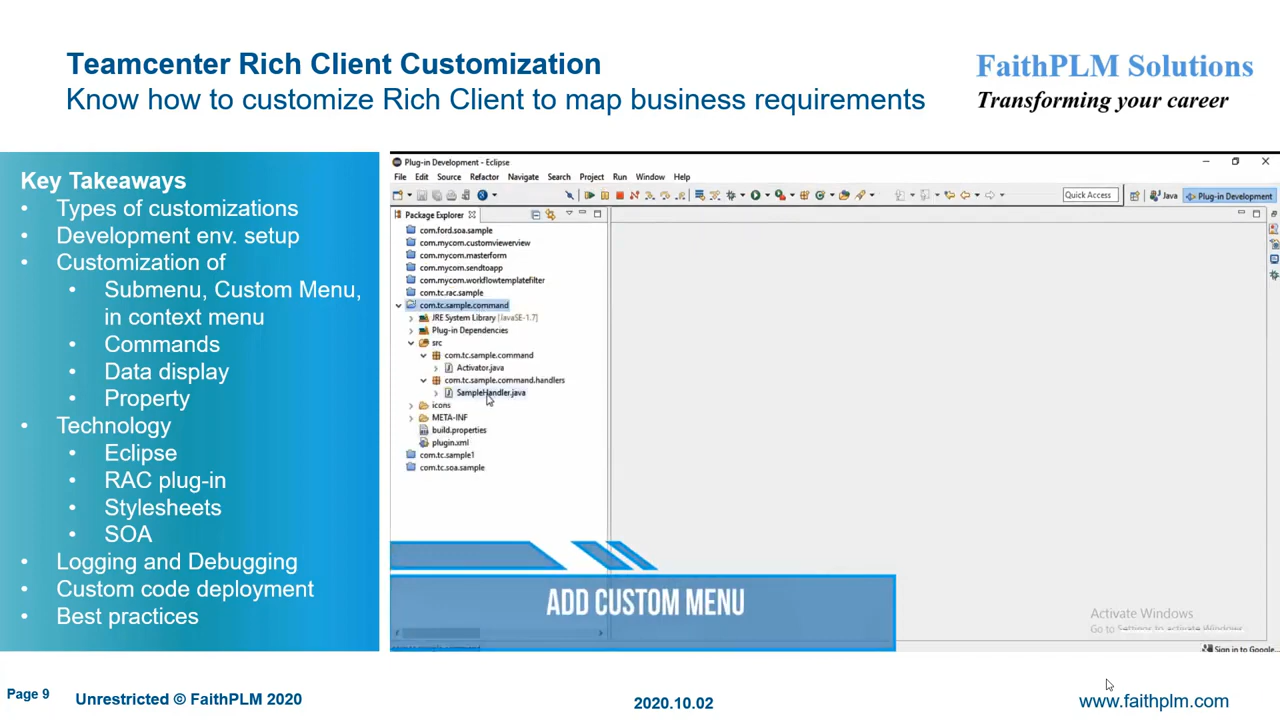 Teamcenter Rich Client Customization
Know how to customize Rich Client to map business requirements
FaithPLM Solutions
Transforming your career
Key Takeaways
• Types of customizations
• Development env. setup
• Customization of
• Submenu, Custom Menu,
in context menu
• Commands
• Data display
• Property
• Technology
• Eclipse
• RAC plug-in
• Stylesheets
• SOA
• Logging and Debugging
• Custom code deployment
• Best practices
Plug-in Development - Eclipse
File Edit Source Refactor Navigate Search Project Run Window Help
Quick Access
Java
Plug-in Development
Package Explorer
com.ford.soa.sample
com.mycom.customviewerview
com.mycom.masterform
com.mycom.sendtoapp
com.mycom.workflowtemplatefilter
com.tc.rac.sample
com.tc.sample.command
JRE System Library [JavaSE-1.7]
Plug-in Dependencies
src
com.tc.sample.command
Activator.java
com.tc.sample.command.handlers
SampleHandler.java
icons
META-INF
build.properties
plugin.xml
com.tc.sample1
com.tc.soa.sample
ADD CUSTOM MENU
Activate Windows
Go to Settings to activate Windows.
Sign in to Google...
Page 9
Unrestricted © FaithPLM 2020
2020.10.02
www.faithplm.com